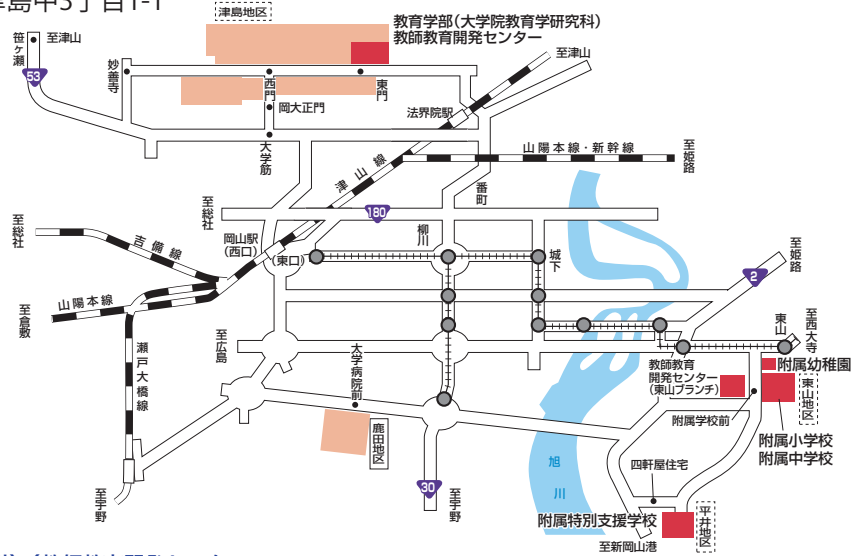 津島中3丁目1-1
津島地区
教育学部(大学院教育学研究科)
教師教育開発センター
笹ヶ瀬
至津山
53
妙善寺
西門
東門
岡大正門
大学筋
法界院駅
至津山
津山線
山陽本線・新幹線
至姫路
番町
至総社
180
至総社
吉備線
岡山駅
(西口)
(東口)
柳川
城下
至姫路
2
山陽本線
至倉敷
瀬戸大橋線
至広島
大学病院前
東山
至西大寺
教師教育
開発センター
(東山ブランチ)
附属幼稚園
東山地区
附属学校前
附属小学校
附属中学校
鹿田地区
旭川
四軒屋住宅
30
至宇野
至宇野
附属特別支援学校
平井地区
至新岡山港